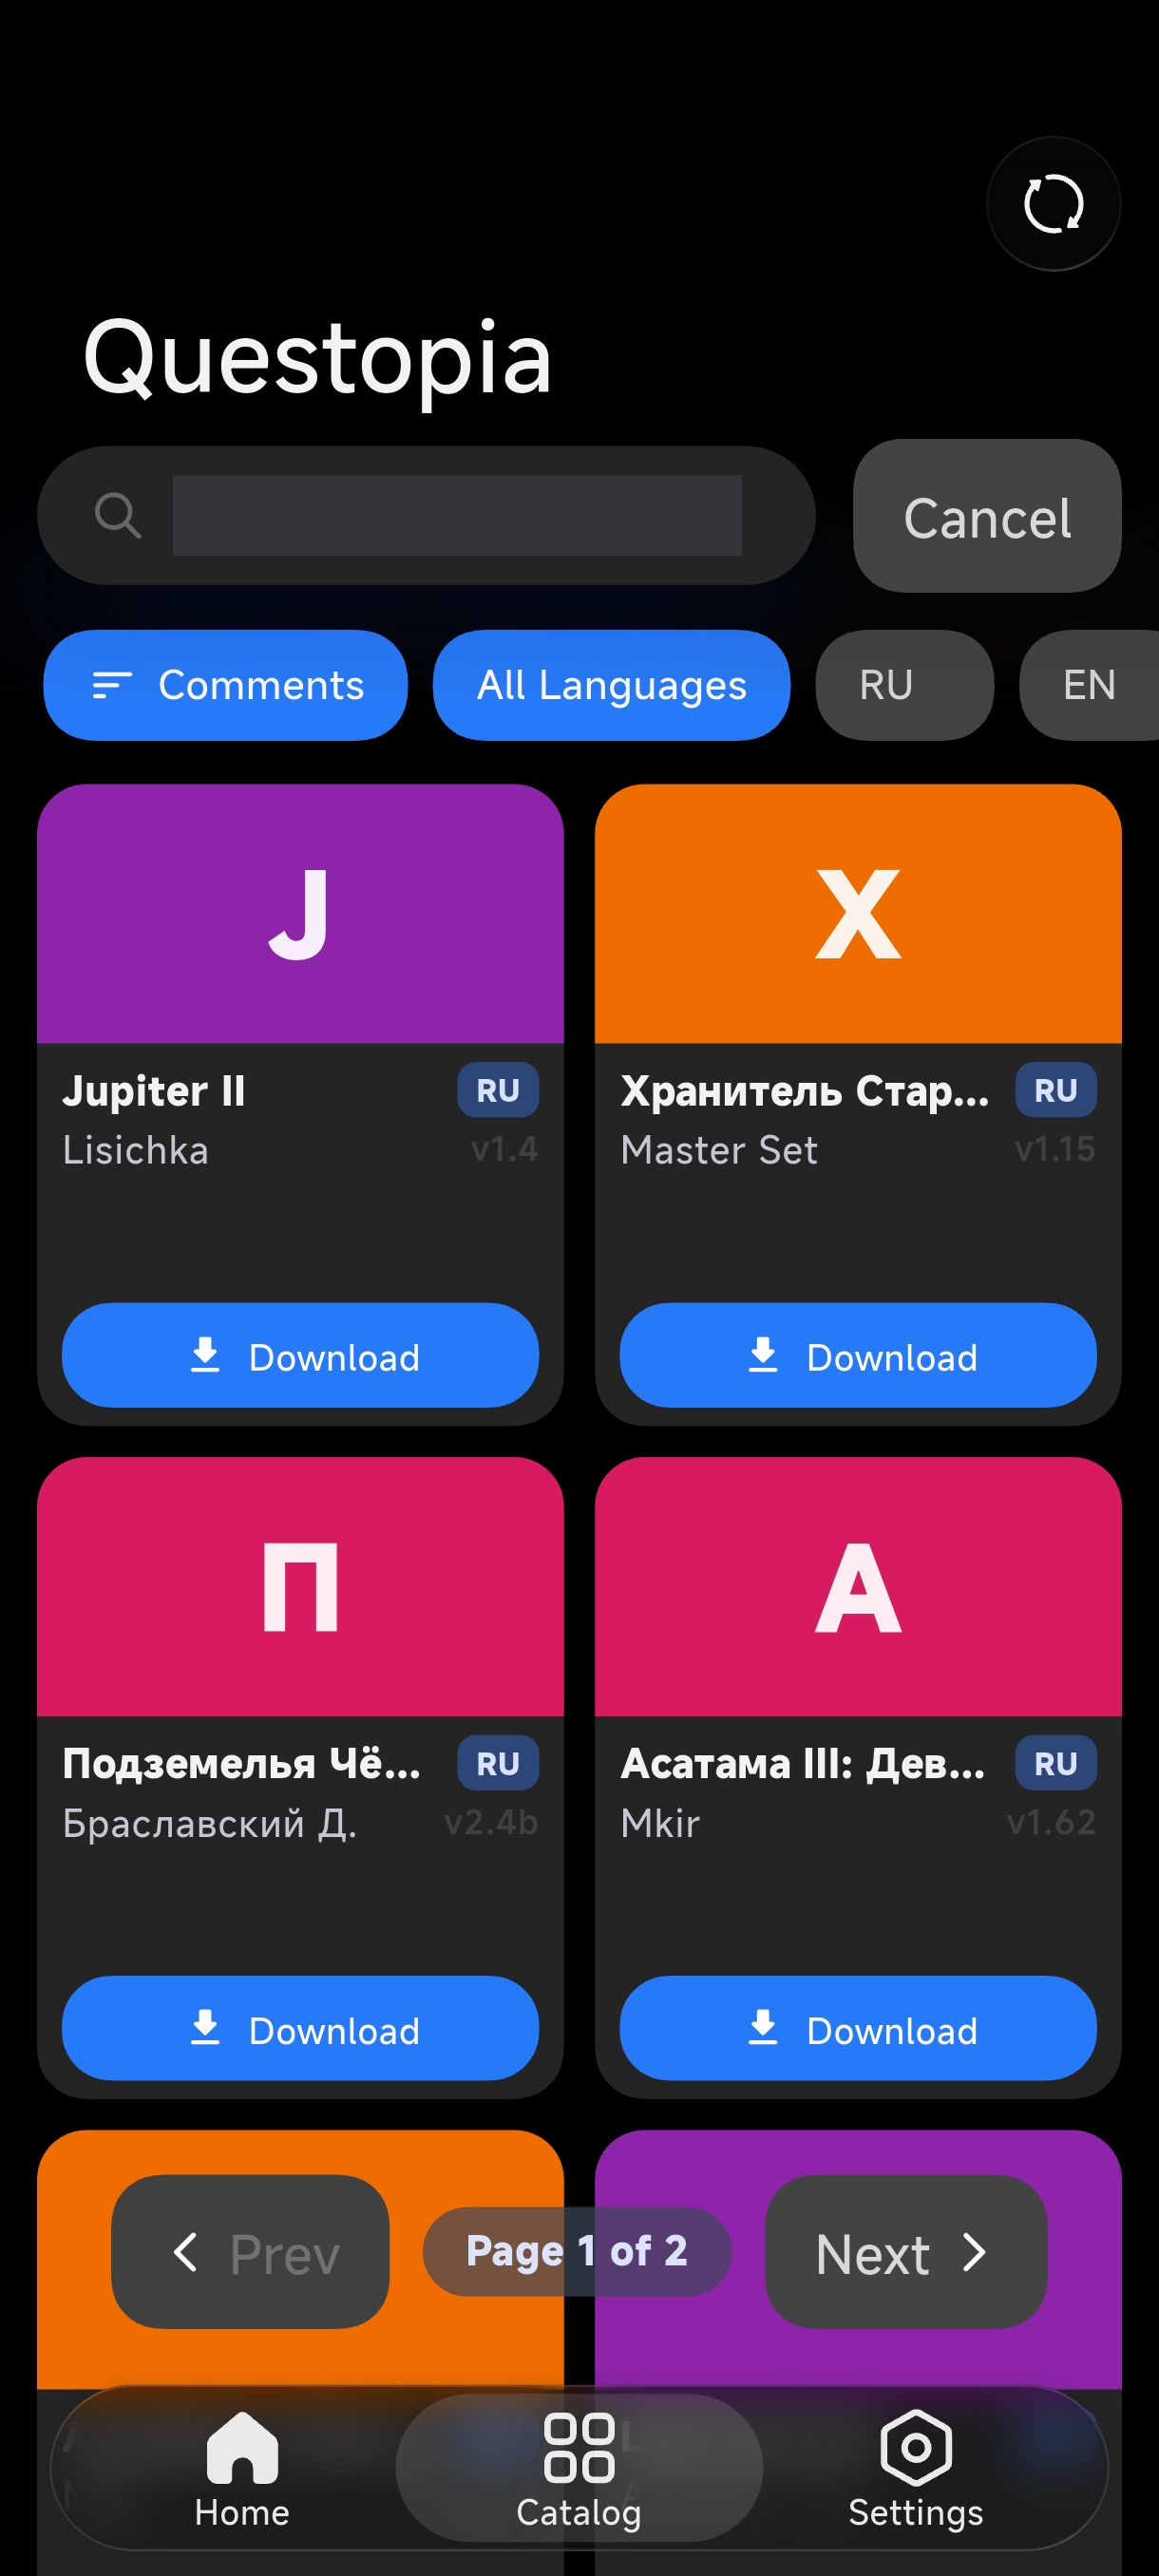 Questopia
Cancel
Comments
All Languages
RU
EN
J
Х
Jupiter II
RU
Lisichka
v1.4
Хранитель Стар...
RU
Master Set
v1.15
Download
Download
П
А
Подземелья Чё...
RU
Браславский Д.
v2.4b
Асатама III: Дев...
RU
Mkir
v1.62
Download
Download
Prev
Page 1 of 2
Next
Home
Catalog
Settings